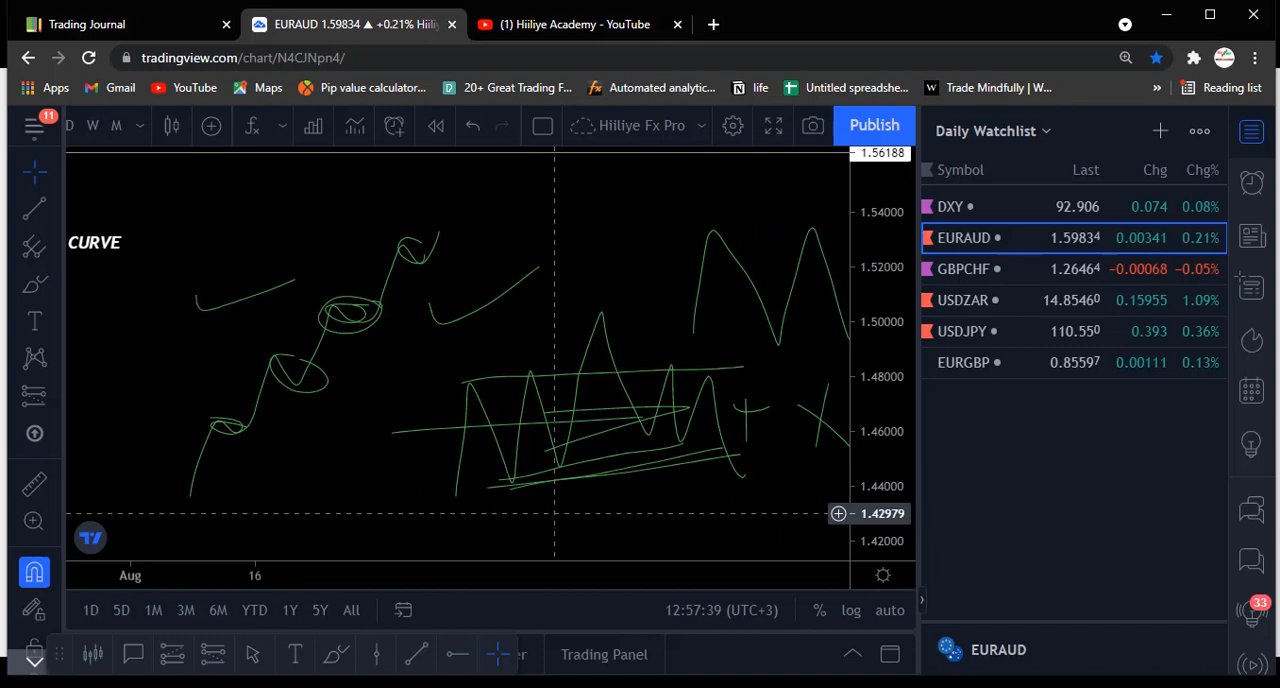 Trading Journal
EURAUD 1.59834 ▲ +0.21% Hiiliy
(1) Hiiliye Academy - YouTube
tradingview.com/chart/N4CJNpn4/
Apps Gmail YouTube Maps Pip value calculator... 20+ Great Trading F... Automated analytic... life Untitled spreadshe... Trade Mindfully | W... » Reading list
11 D W M Hiiliye Fx Pro Publish
Daily Watchlist
Symbol Last Chg Chg%
DXY 92.906 0.074 0.08%
EURAUD 1.59834 0.00341 0.21%
GBPCHF 1.26464 −0.00068 −0.05%
USDZAR 14.85460 0.15955 1.09%
USDJPY 110.550 0.393 0.36%
EURGBP 0.85597 0.00111 0.13%
CURVE
1.56188
1.54000
1.52000
1.50000
1.48000
1.46000
1.44000
1.42979
1.42000
Aug 16
1D 5D 1M 3M 6M YTD 1Y 5Y All 12:57:39 (UTC+3) % log auto
er Trading Panel
33
EURAUD